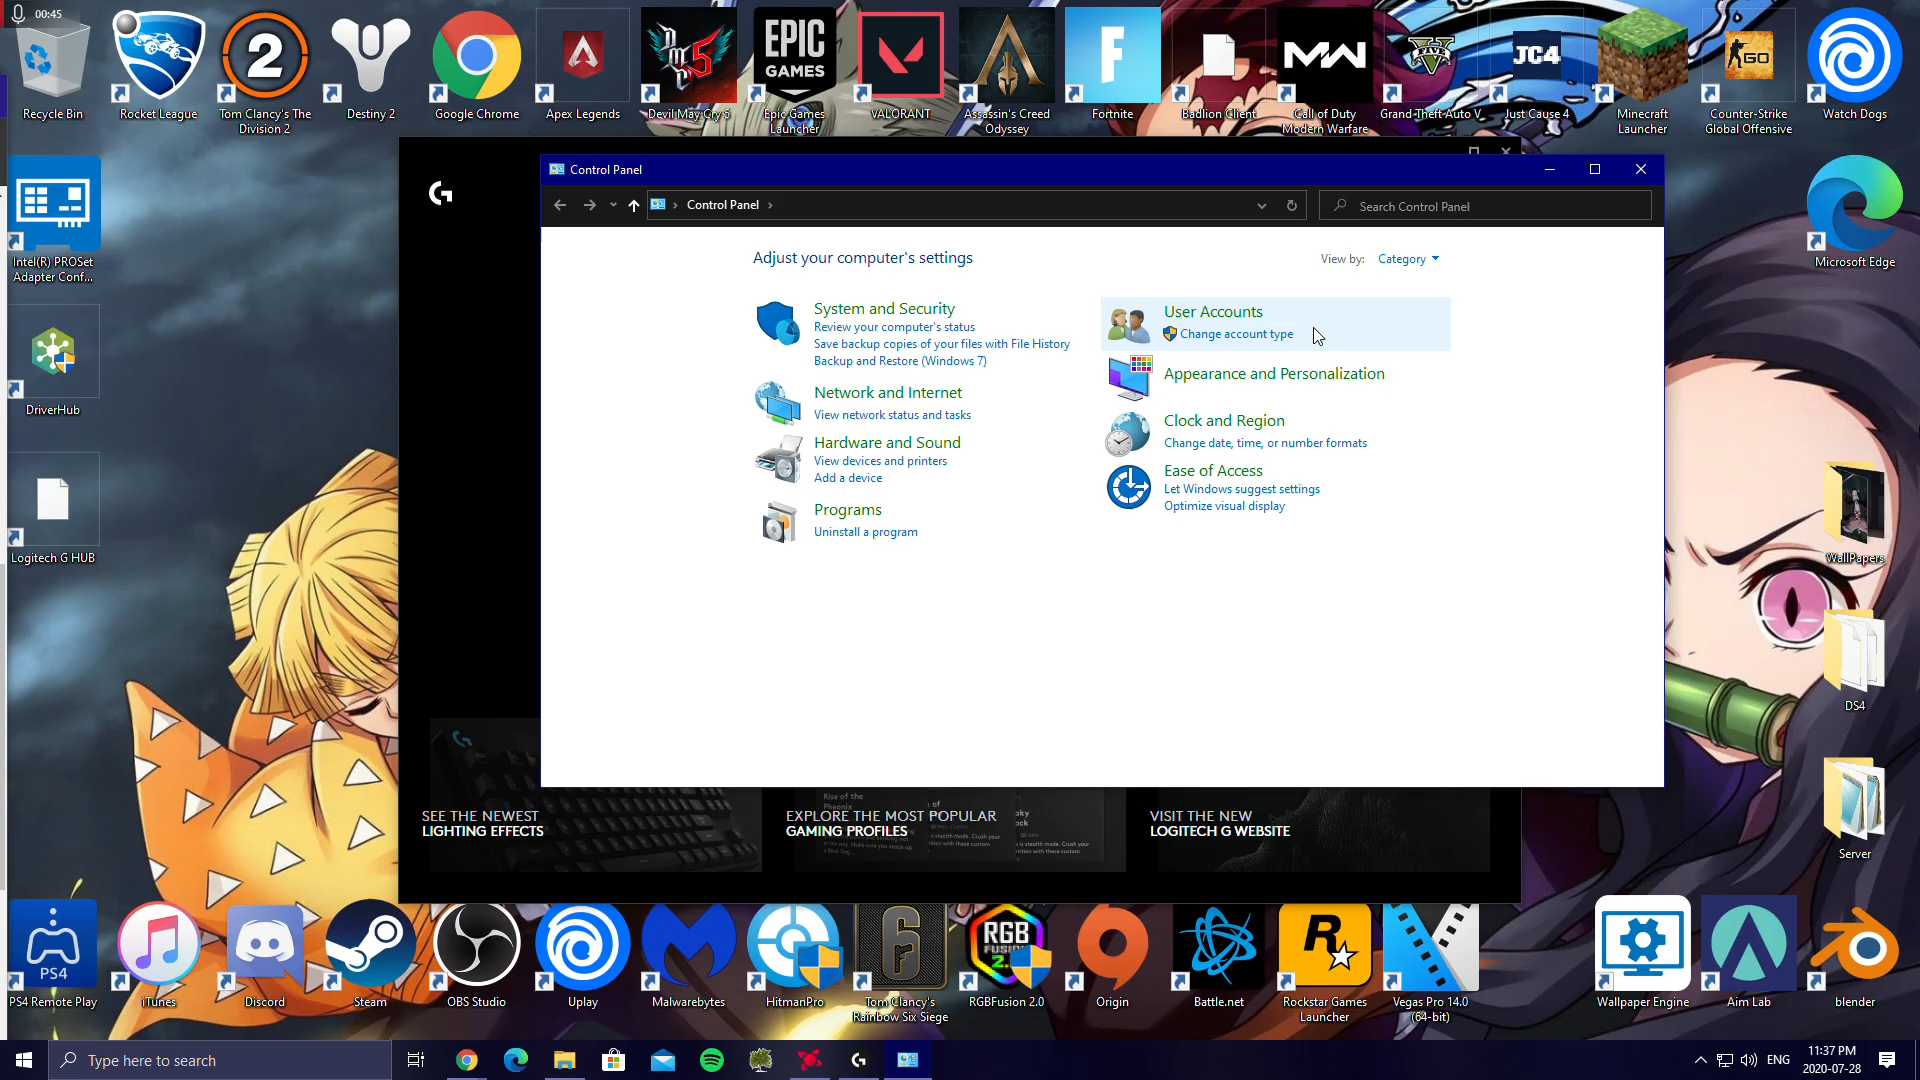 00:45
Recycle Bin
Rocket League
Tom Clancy's The
Division 2
Destiny 2
Google Chrome
Apex Legends
Devil May Cry 5
EPIC
GAMES
Epic Games
Launcher
VALORANT
Assassin's Creed
Odyssey
Fortnite
Badlion Client
Call of Duty
Modern Warfare
V
FIVE
Grand Theft Auto V
JC4
Just Cause 4
Minecraft
Launcher
GO
Counter-Strike
Global Offensive
Watch Dogs
Intel(R) PROSet
Adapter Conf...
DriverHub
Logitech G HUB
Microsoft Edge
WallPapers
DS4
Server
Control Panel
Control Panel
Search Control Panel
Adjust your computer's settings
View by:
Category
System and Security
Review your computer's status
Save backup copies of your files with File History
Backup and Restore (Windows 7)
Network and Internet
View network status and tasks
Hardware and Sound
View devices and printers
Add a device
Programs
Uninstall a program
User Accounts
Change account type
Appearance and Personalization
Clock and Region
Change date, time, or number formats
Ease of Access
Let Windows suggest settings
Optimize visual display
SEE THE NEWEST
LIGHTING EFFECTS
Rise of the
EXPLORE THE MOST POPULAR
GAMING PROFILES
VISIT THE NEW
LOGITECH G WEBSITE
PS4
PS4 Remote Play
iTunes
Discord
Steam
OBS Studio
Uplay
Malwarebytes
HitmanPro
6
Tom Clancy's
Rainbow Six Siege
RGB
FUSION
RGBFusion 2.0
Origin
Battle.net
R
Rockstar Games
Launcher
Vegas Pro 14.0
(64-bit)
Wallpaper Engine
Aim Lab
blender
Type here to search
ENG
11:37 PM
2020-07-28